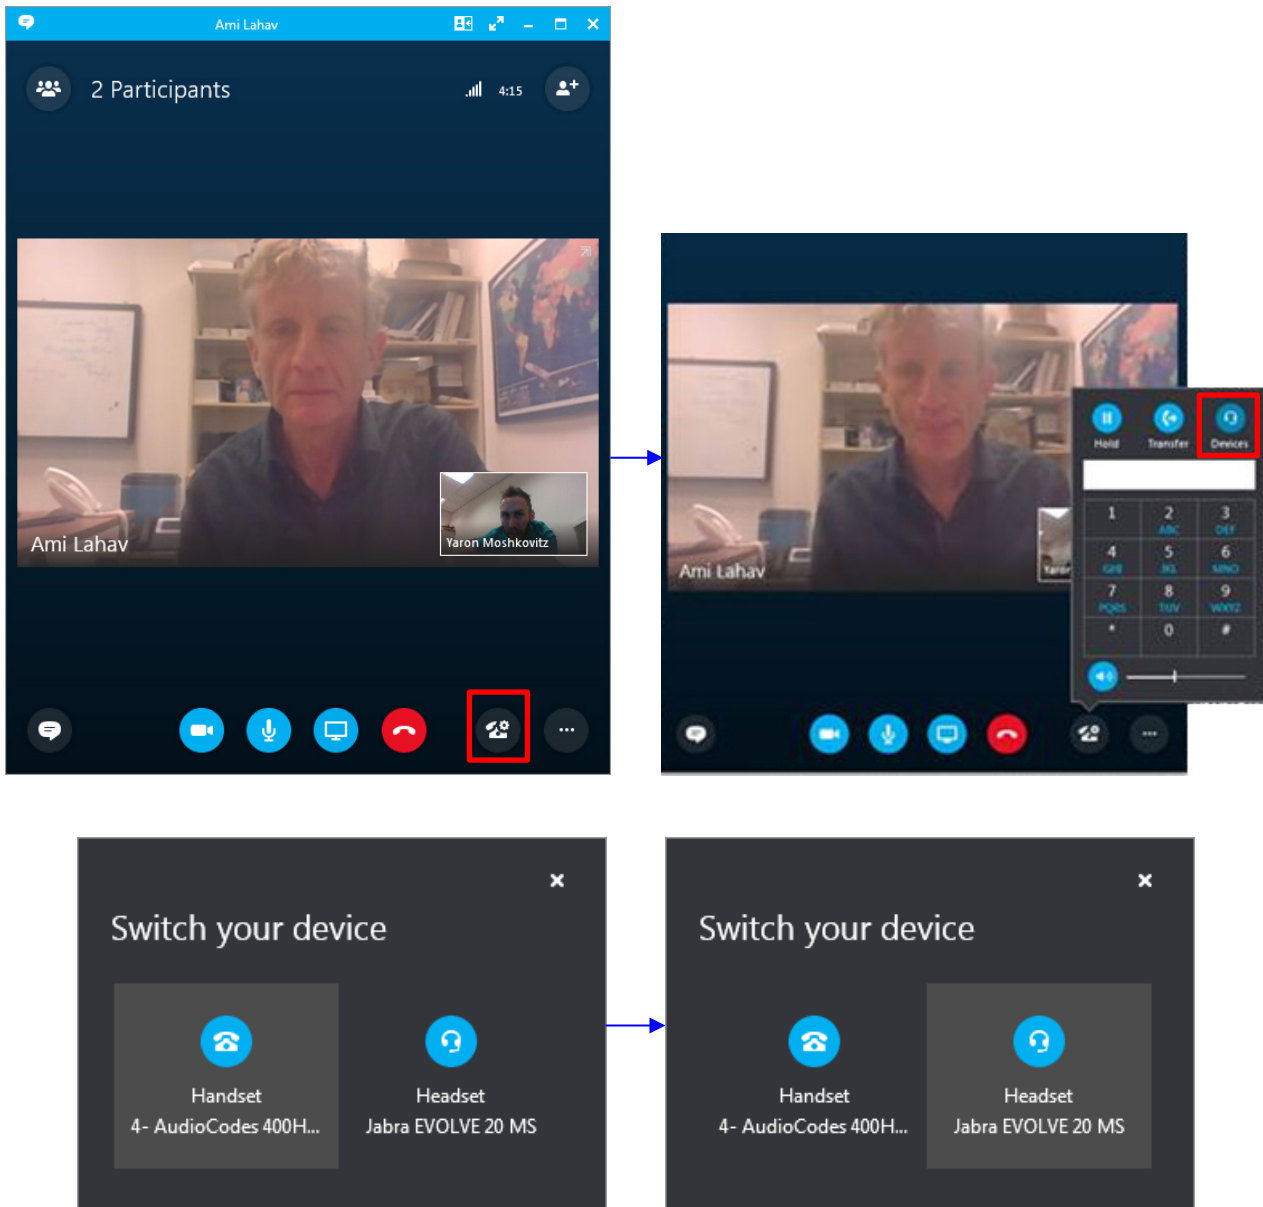 Ami Lahav
2 Participants
4:15
Ami Lahav
Yaron Moshkovitz
Hold Transfer Devices
1 2 3
ABC DEF
4 5 6
GHI JKL MNO
7 8 9
PQRS TUV WXYZ
* 0 #
Ami Lahav
Yaron
Switch your device
Handset Headset
4- AudioCodes 400H... Jabra EVOLVE 20 MS
Switch your device
Handset Headset
4- AudioCodes 400H... Jabra EVOLVE 20 MS